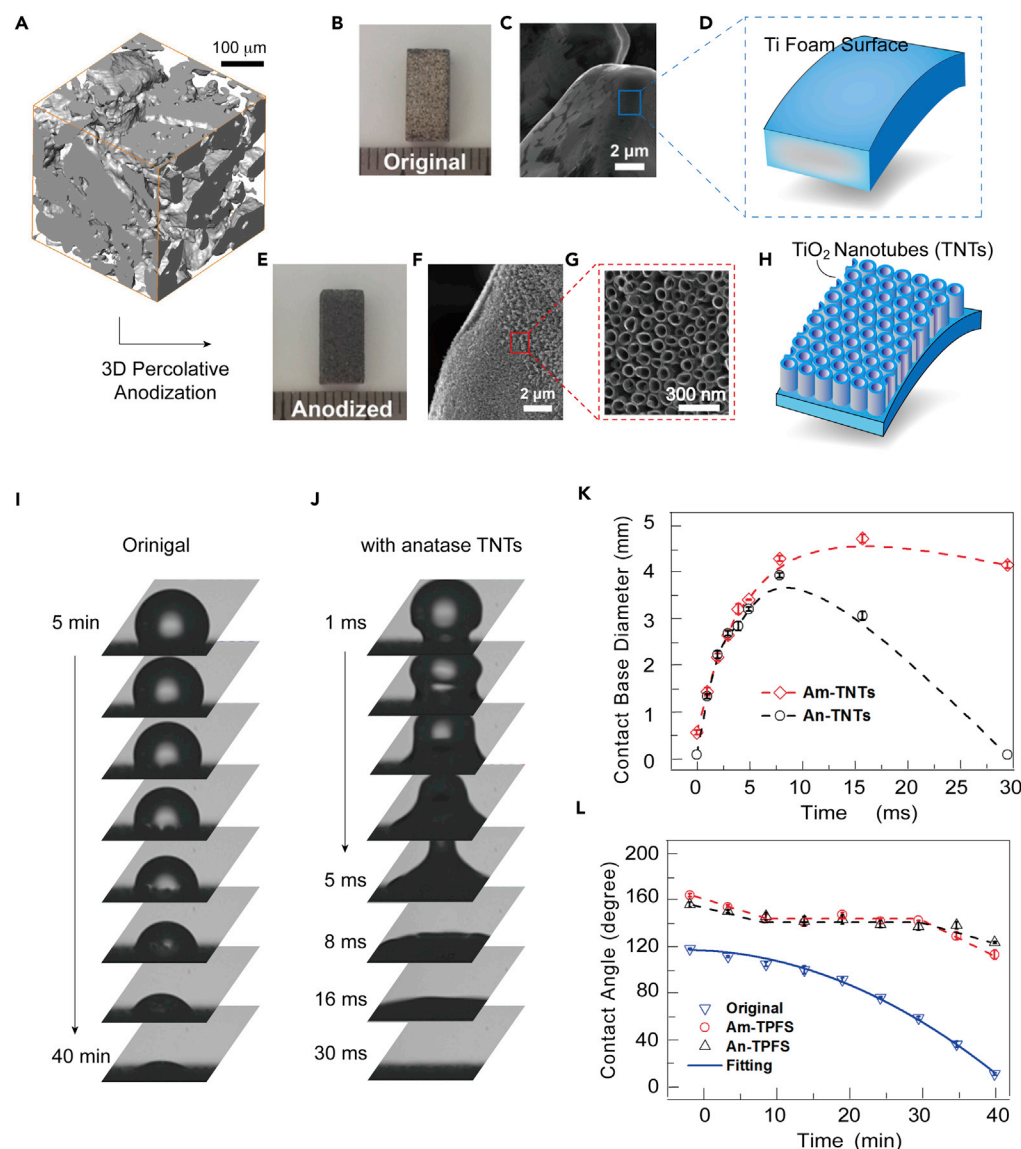 A
100 μm
B
Original
C
2 μm
D
Ti Foam Surface
3D Percolative
Anodization
E
Anodized
F
2 μm
G
300 nm
H
TiO2 Nanotubes (TNTs)
I
Orinigal
5 min
40 min
J
with anatase TNTs
1 ms
5 ms
8 ms
16 ms
30 ms
K
Contact Base Diameter (mm)
5
4
3
2
1
0
Am-TNTs
An-TNTs
0 5 10 15 20 25 30
Time (ms)
L
Contact Angle (degree)
200
160
120
80
40
0
Original
Am-TPFS
An-TPFS
Fitting
0 10 20 30 40
Time (min)